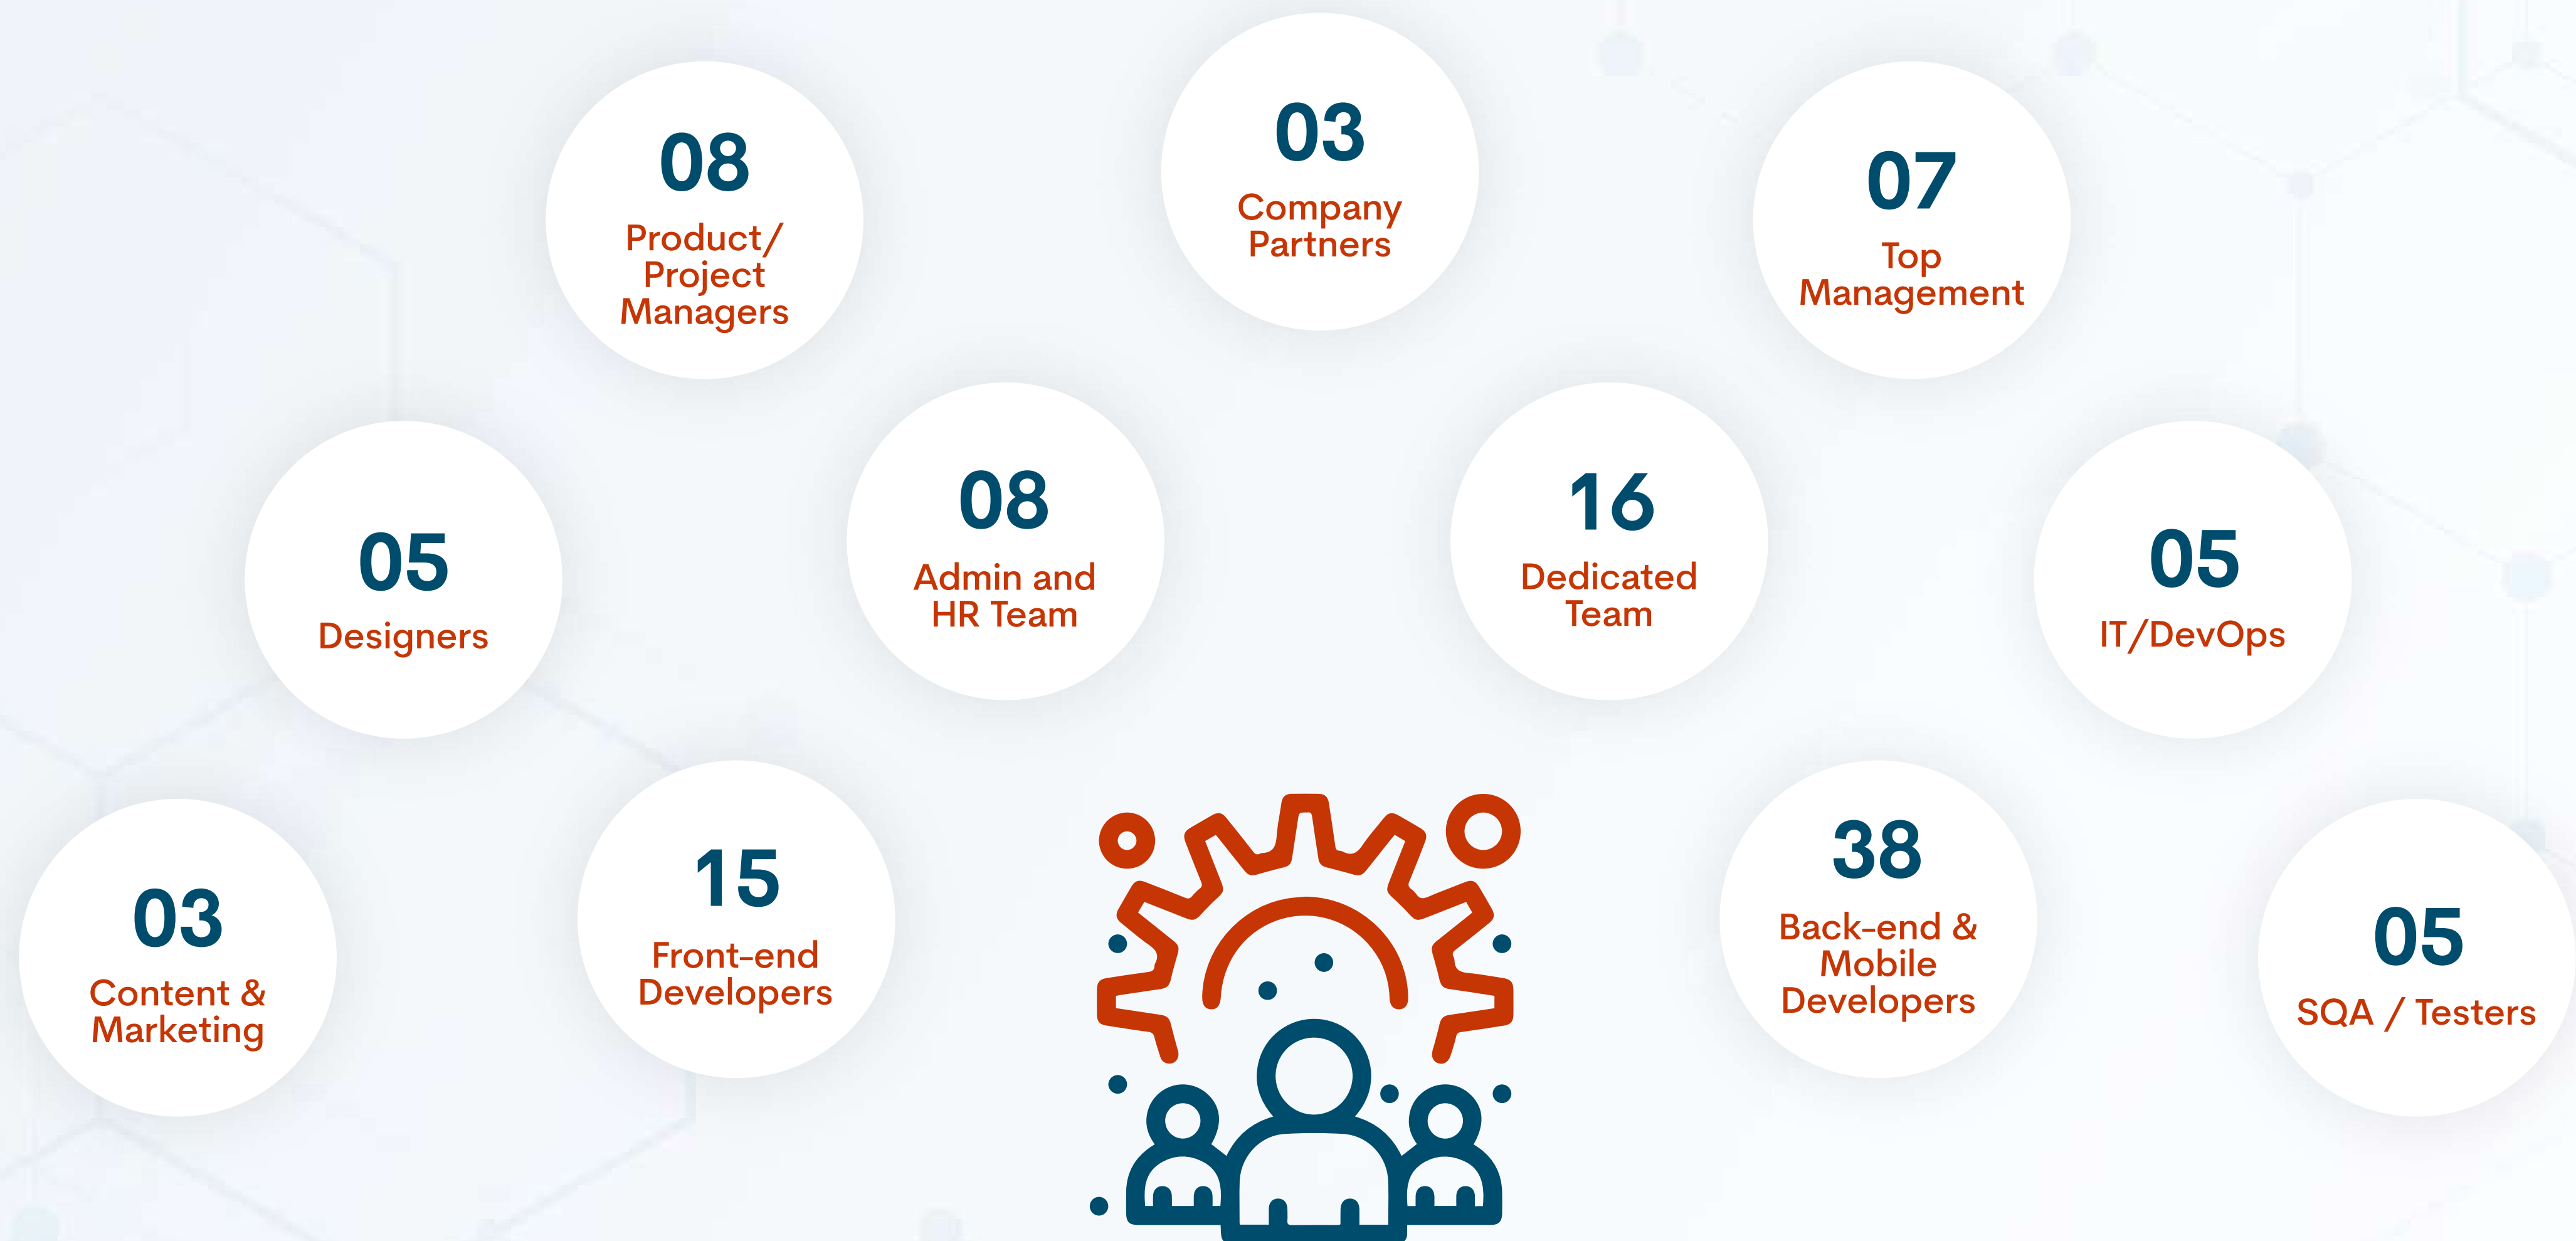 03
Company
Partners
08
Product/
Project
Managers
07
Top
Management
08
Admin and
HR Team
16
Dedicated
Team
05
Designers
05
IT/DevOps
15
Front-end
Developers
38
Back-end &
Mobile
Developers
03
Content &
Marketing
05
SQA / Testers